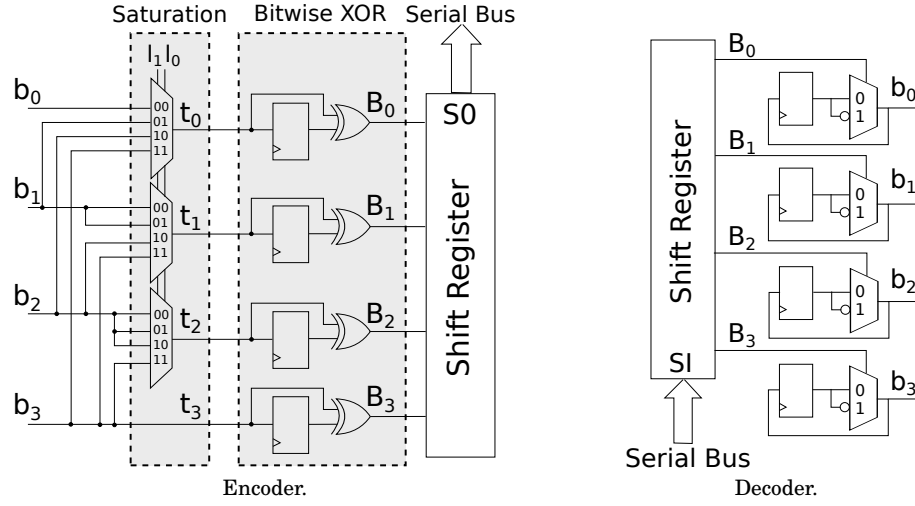 Saturation
Bitwise XOR
Serial Bus
I₁ I₀
b₀
00
01
10
11
t₀
B₀
S0
b₁
00
01
10
11
t₁
B₁
b₂
00
01
10
11
t₂
B₂
b₃
t₃
B₃
Shift Register
Encoder.
B₀
0
1
b₀
B₁
0
1
b₁
B₂
0
1
b₂
B₃
0
1
b₃
Shift Register
SI
Serial Bus
Decoder.